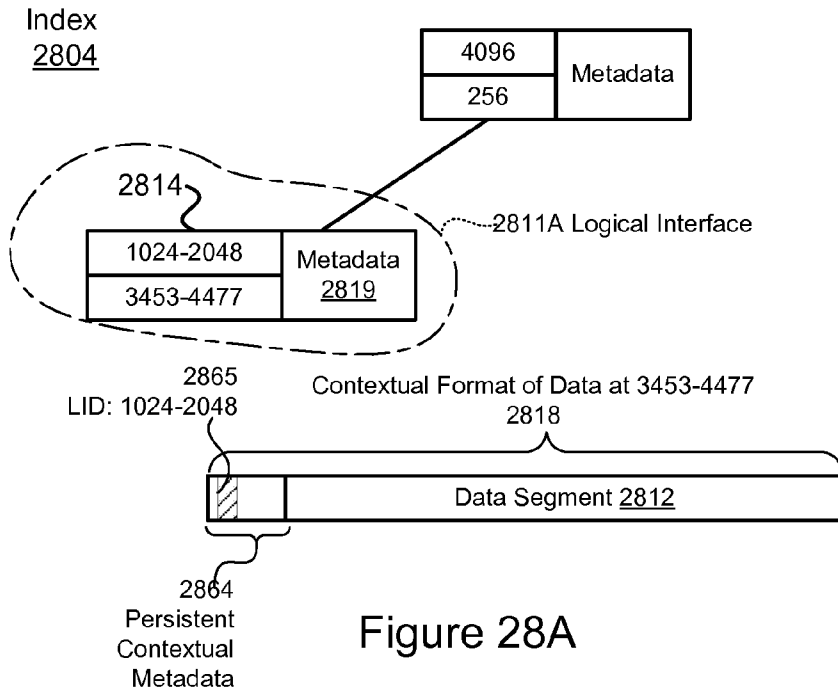 Index
2804
4096
256
Metadata
2814
2811A Logical Interface
1024-2048
3453-4477
Metadata
2819
2865
LID: 1024-2048
Contextual Format of Data at 3453-4477
2818
Data Segment 2812
2864
Persistent
Contextual
Metadata
Figure 28A